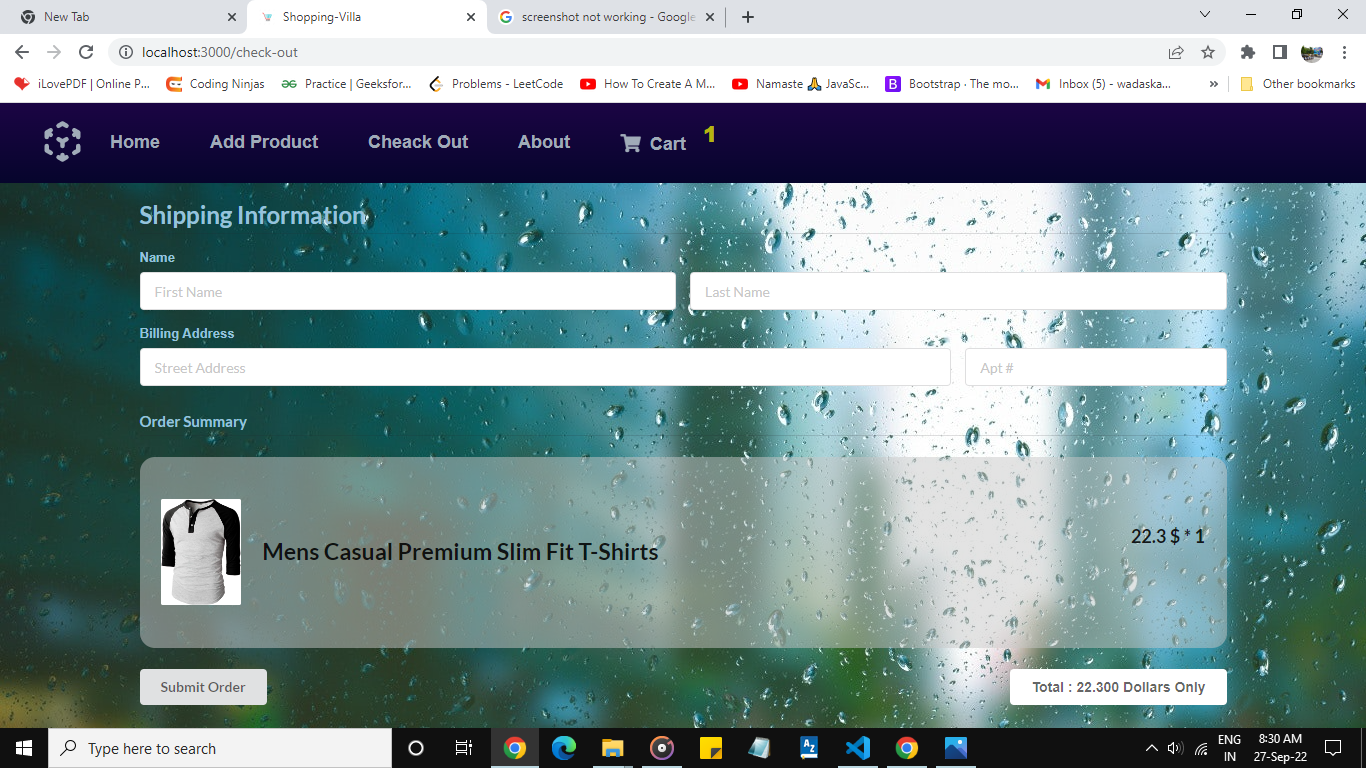 New Tab
Shopping-Villa
screenshot not working - Google
localhost:3000/check-out
iLovePDF | Online P...
Coding Ninjas
Practice | Geeksfor...
Problems - LeetCode
How To Create A M...
Namaste 🙏 JavaSc...
Bootstrap · The mo...
Inbox (5) - wadaska...
»
Other bookmarks
Home
Add Product
Cheack Out
About
Cart
1
Shipping Information
Name
First Name
Last Name
Billing Address
Street Address
Apt #
Order Summary
Mens Casual Premium Slim Fit T-Shirts
22.3 $ * 1
Submit Order
Total : 22.300 Dollars Only
Type here to search
ENG
IN
8:30 AM
27-Sep-22